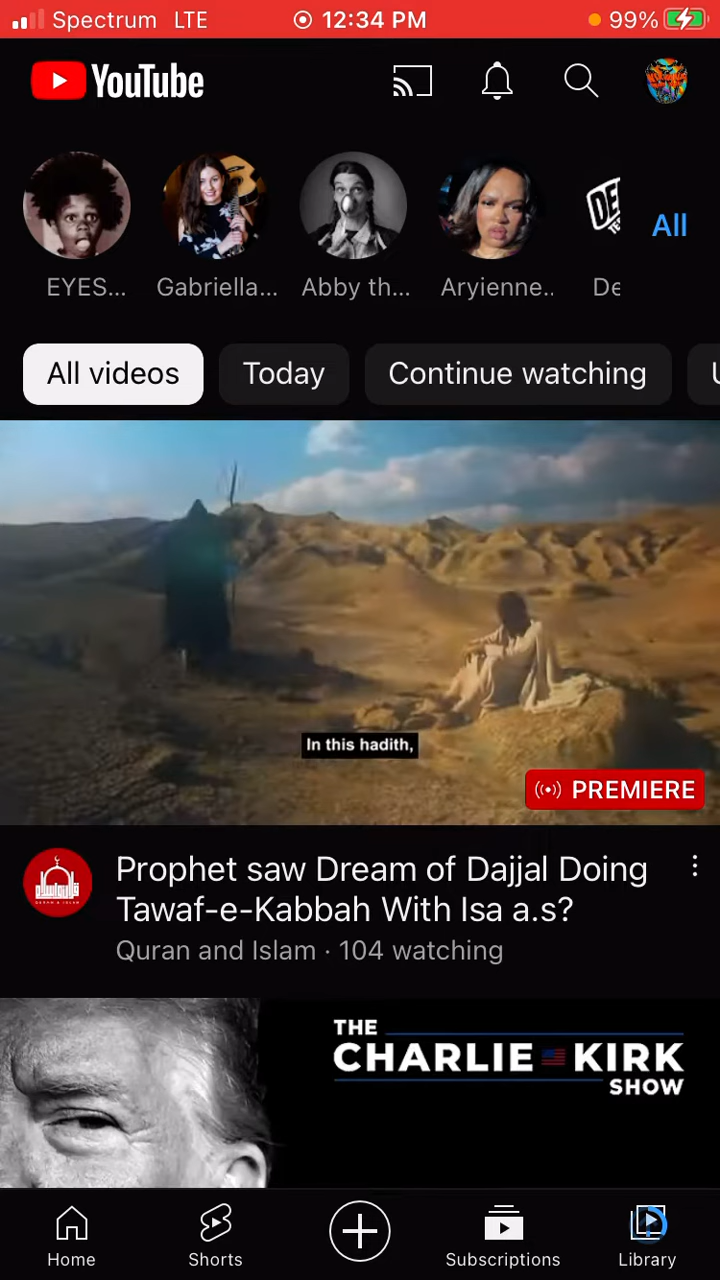 Spectrum LTE 12:34 PM 99%
YouTube
EYES... Gabriella... Abby th... Aryienne.. De
DE
All
All videos Today Continue watching
In this hadith,
PREMIERE
Prophet saw Dream of Dajjal Doing
Tawaf-e-Kabbah With Isa a.s?
Quran and Islam · 104 watching
THE
CHARLIE KIRK
SHOW
Home Shorts Subscriptions Library